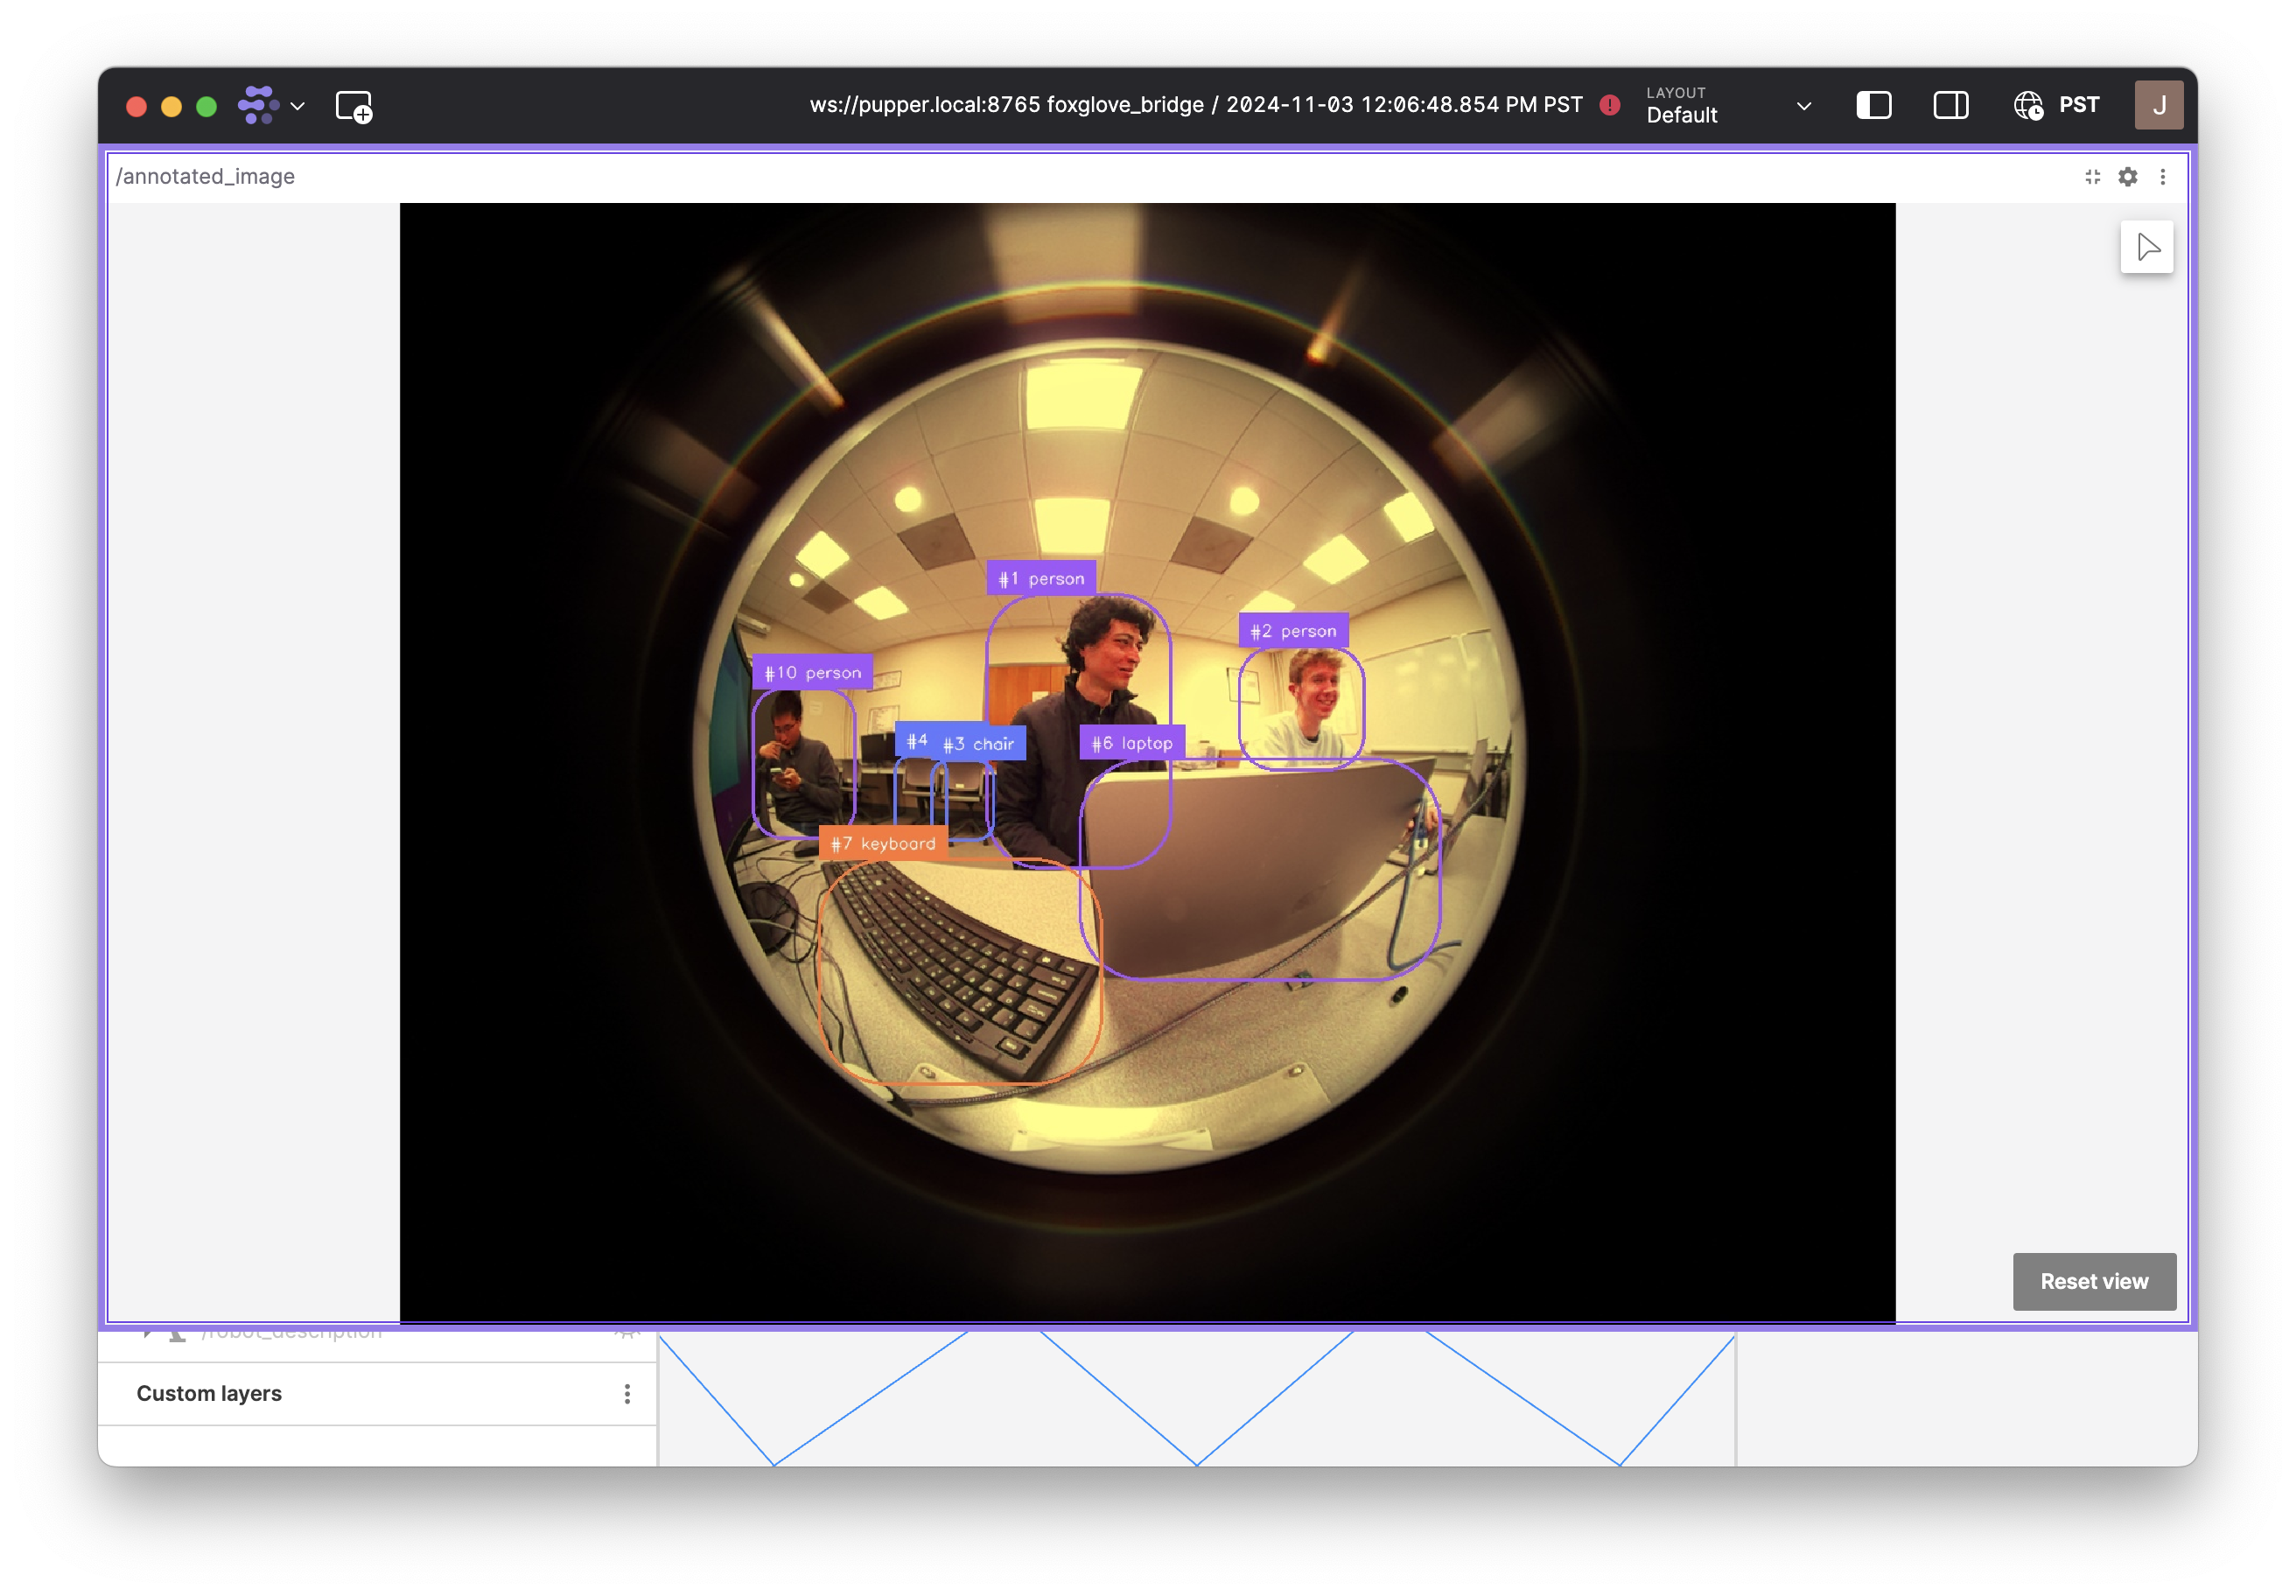 ws://pupper.local:8765 foxglove_bridge / 2024-11-03 12:06:48.854 PM PST
LAYOUT
Default
PST
J
/annotated_image
#1 person
#2 person
#10 person
#4
#3 chair
#6 laptop
#7 keyboard
Reset view
/robot_description
Custom layers